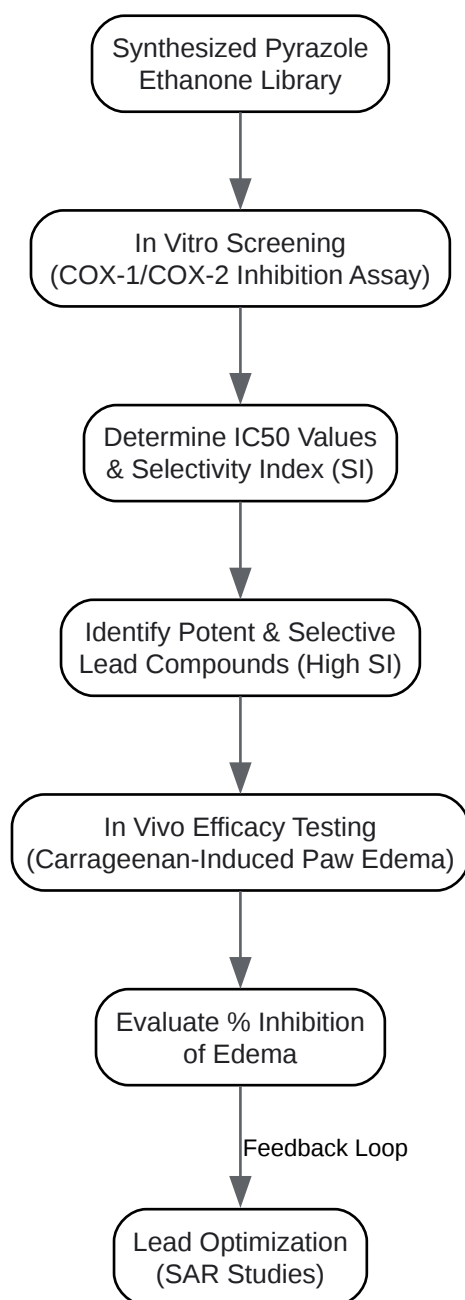 Synthesized Pyrazole
Ethanone Library
In Vitro Screening
(COX-1/COX-2 Inhibition Assay)
Determine IC50 Values
& Selectivity Index (SI)
Identify Potent & Selective
Lead Compounds (High SI)
In Vivo Efficacy Testing
(Carrageenan-Induced Paw Edema)
Evaluate % Inhibition
of Edema
Feedback Loop
Lead Optimization
(SAR Studies)